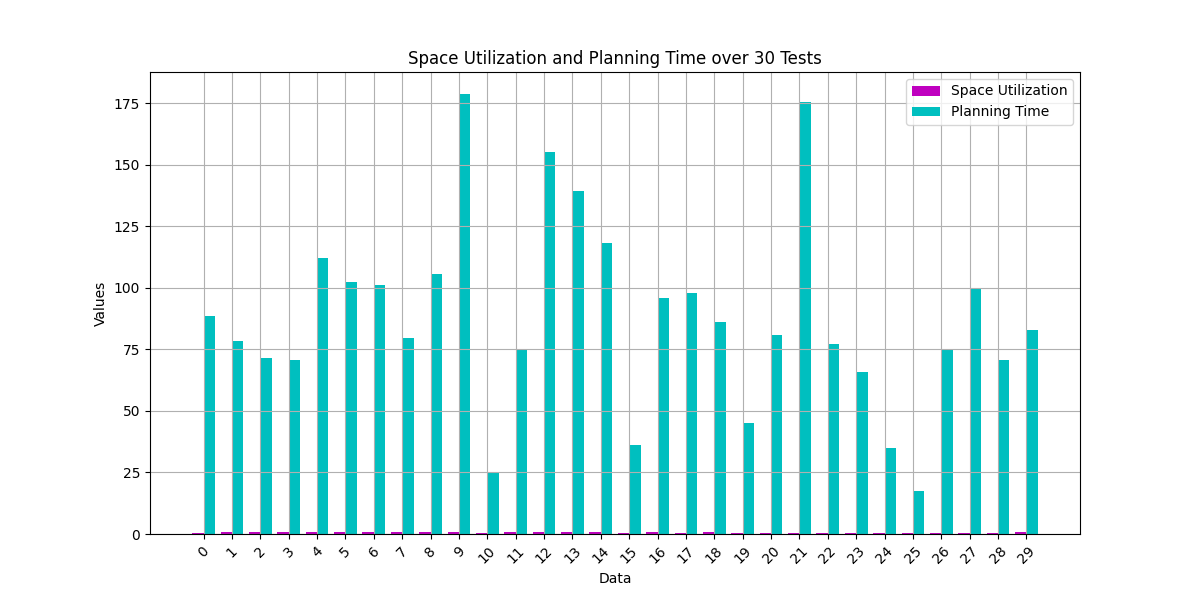 Space Utilization and Planning Time over 30 Tests
Space Utilization
Planning Time
175
150
125
100
75
50
25
0
Values
0 1 2 3 4 5 6 7 8 9 10 11 12 13 14 15 16 17 18 19 20 21 22 23 24 25 26 27 28 29
Data